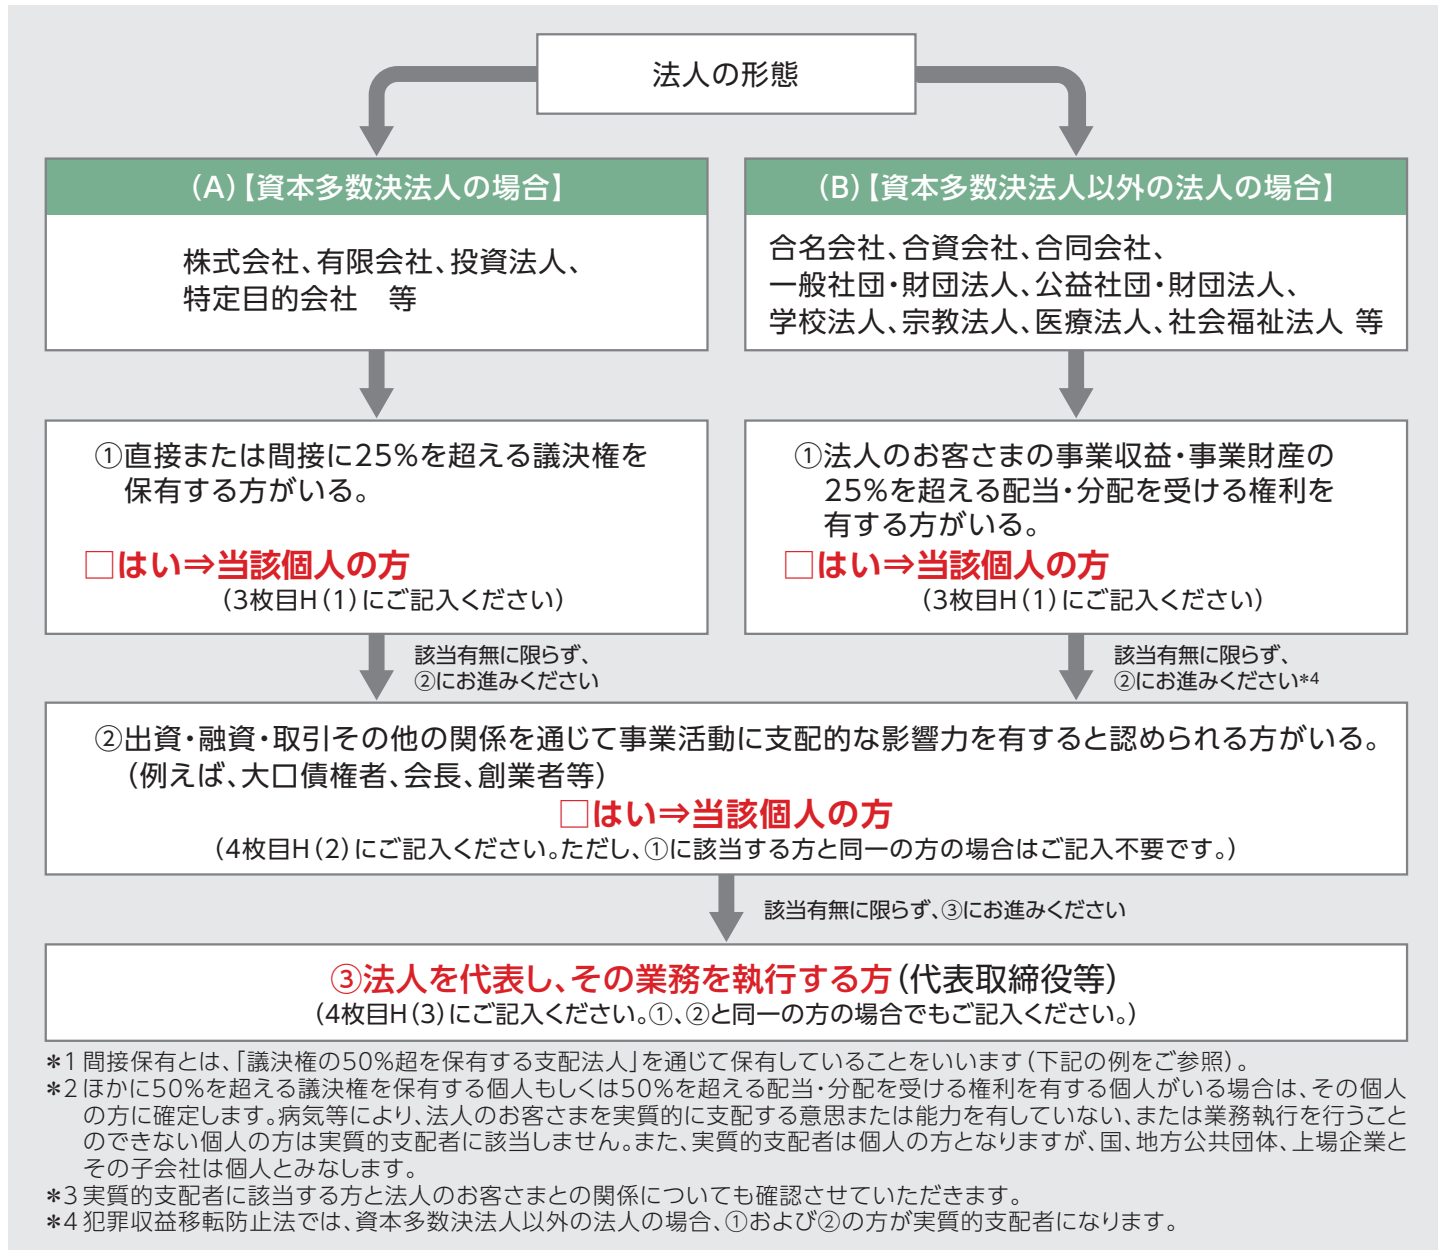 法人の形態
(A)【資本多数決法人の場合】
株式会社、有限会社、投資法人、
特定目的会社 等
(B)【資本多数決法人以外の法人の場合】
合名会社、合資会社、合同会社、
一般社団・財団法人、公益社団・財団法人、
学校法人、宗教法人、医療法人、社会福祉法人 等
①直接または間接に25%を超える議決権を
保有する方がいる。
□はい⇒当該個人の方
(3枚目H(1)にご記入ください)
①法人のお客さまの事業収益・事業財産の
25%を超える配当・分配を受ける権利を
有する方がいる。
□はい⇒当該個人の方
(3枚目H(1)にご記入ください)
該当有無に限らず、
②にお進みください
該当有無に限らず、
②にお進みください*4
②出資・融資・取引その他の関係を通じて事業活動に支配的な影響力を有すると認められる方がいる。
(例えば、大口債権者、会長、創業者等)
□はい⇒当該個人の方
(4枚目H(2)にご記入ください。ただし、①に該当する方と同一の方の場合はご記入不要です。)
該当有無に限らず、③にお進みください
③法人を代表し、その業務を執行する方(代表取締役等)
(4枚目H(3)にご記入ください。①、②と同一の方の場合でもご記入ください。)
*1 間接保有とは、「議決権の50%超を保有する支配法人」を通じて保有していることをいいます(下記の例をご参照)。
*2 ほかに50%を超える議決権を保有する個人もしくは50%を超える配当・分配を受ける権利を有する個人がいる場合は、その個人
の方に確定します。病気等により、法人のお客さまを実質的に支配する意思または能力を有していない、または業務執行を行うこと
のできない個人の方は実質的支配者に該当しません。また、実質的支配者は個人の方となりますが、国、地方公共団体、上場企業と
その子会社は個人とみなします。
*3 実質的支配者に該当する方と法人のお客さまとの関係についても確認させていただきます。
*4 犯罪収益移転防止法では、資本多数決法人以外の法人の場合、①および②の方が実質的支配者になります。